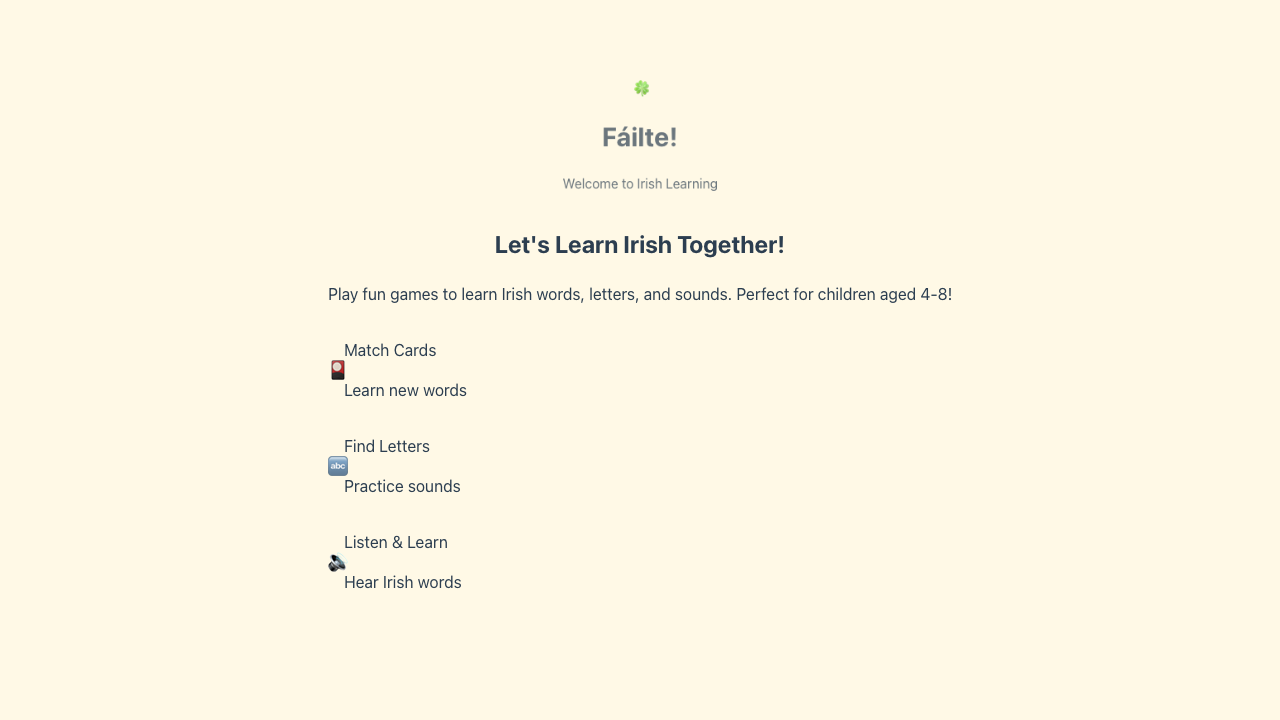 Fáilte!
Welcome to Irish Learning
Let's Learn Irish Together!
Play fun games to learn Irish words, letters, and sounds. Perfect for children aged 4-8!
Match Cards
Learn new words
Find Letters
abc
Practice sounds
Listen & Learn
Hear Irish words